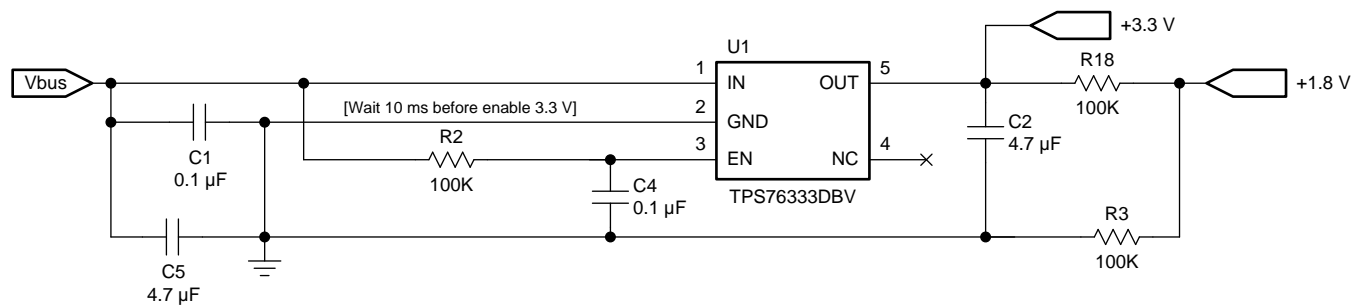 +3.3 V
U1
R18
Vbus
1
IN
OUT
5
+1.8 V
[Wait 10 ms before enable 3.3 V]
2
GND
100K
C2
4.7 µF
R2
3
EN
NC
4
C1
0.1 µF
100K
C4
0.1 µF
TPS76333DBV
R3
C5
4.7 µF
100K